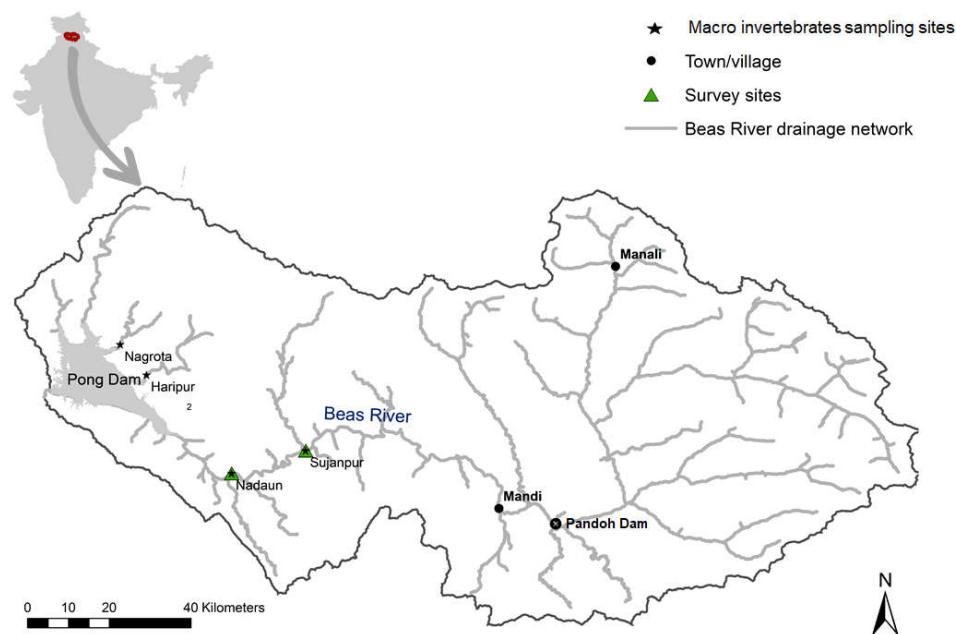 Macro invertebrates sampling sites
Town/village
Survey sites
Beas River drainage network
Manali
Nagrota
Pong Dam
Haripur
2
Beas River
Sujanpur
Nadaun
Mandi
Pandoh Dam
N
0 10 20 40 Kilometers